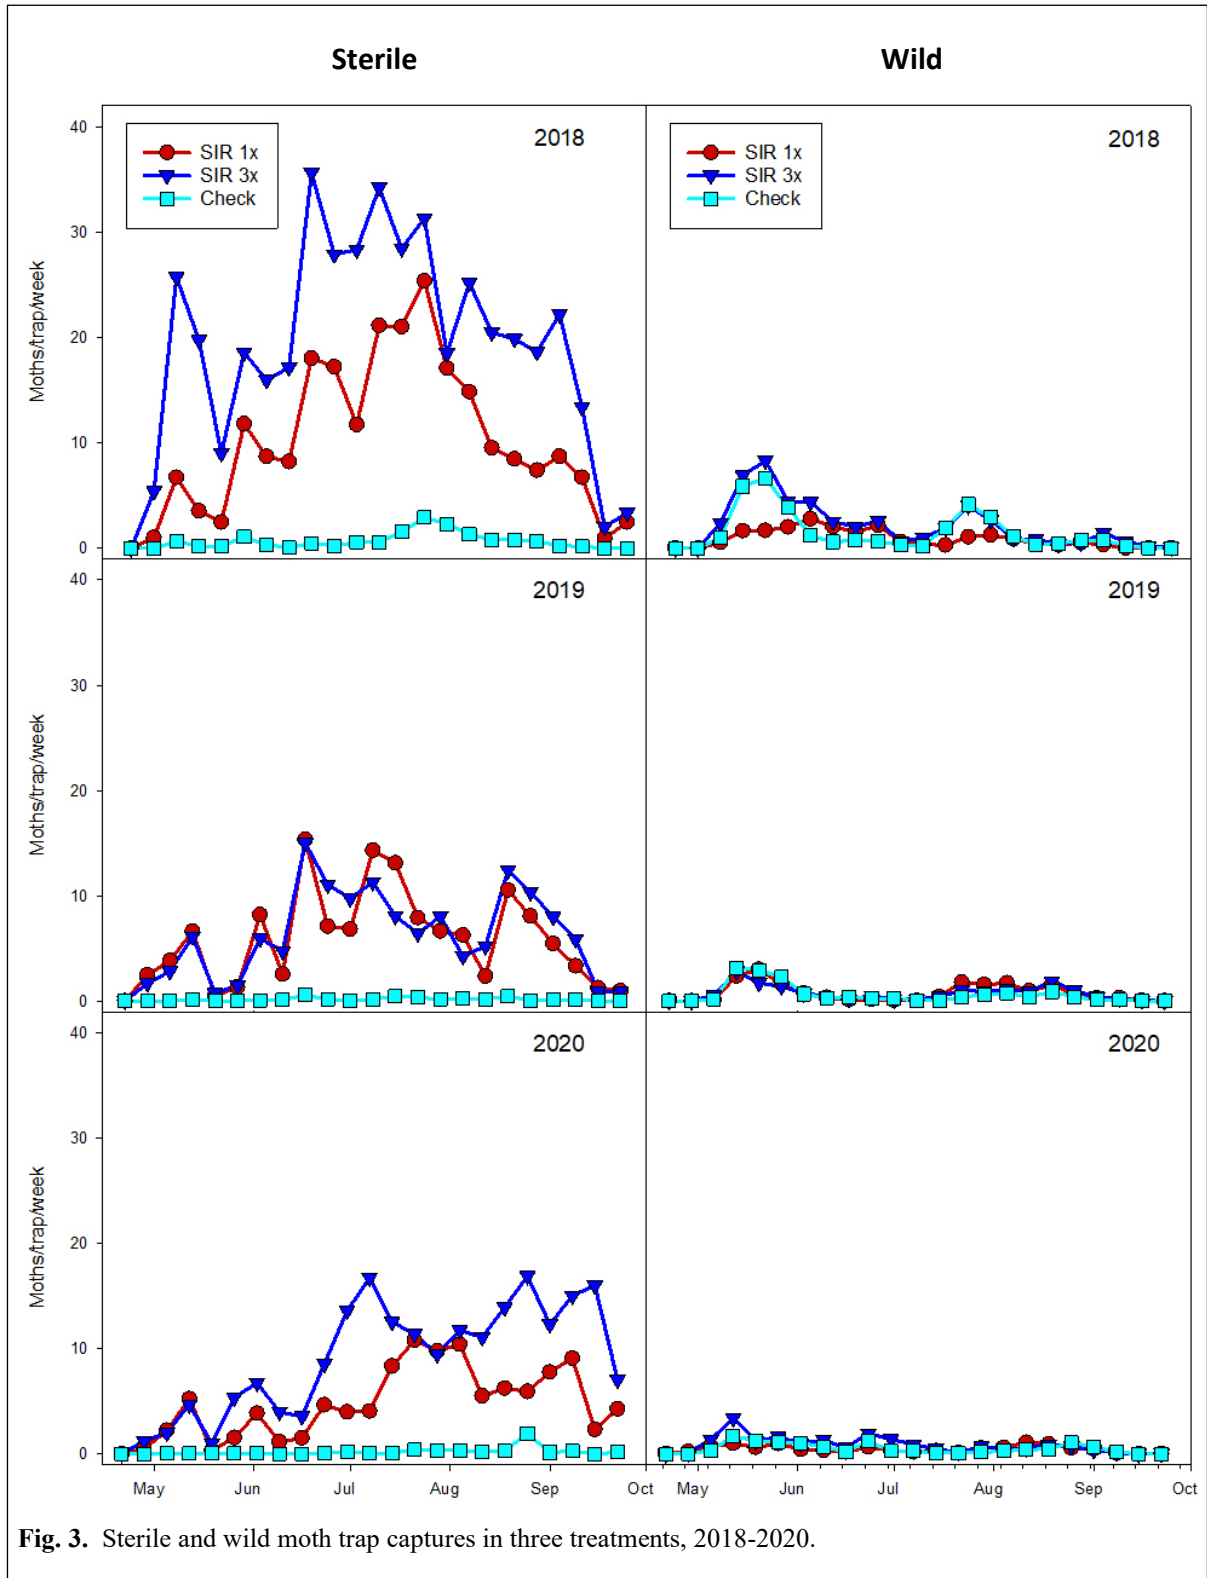 Sterile
Wild
40
30
20
10
0
Moths/trap/week
SIR 1x
SIR 3x
Check
2018
SIR 1x
SIR 3x
Check
2018
40
30
20
10
0
Moths/trap/week
2019
2019
40
30
20
10
0
Moths/trap/week
2020
2020
May Jun Jul Aug Sep Oct
May Jun Jul Aug Sep Oct
Fig. 3. Sterile and wild moth trap captures in three treatments, 2018-2020.